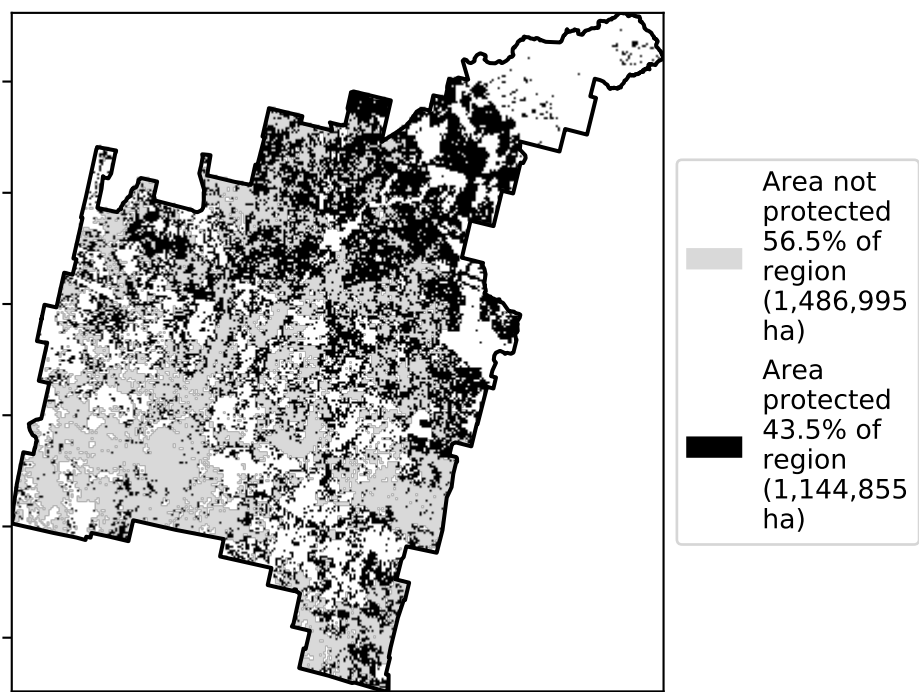 Area not
protected
56.5% of
region
(1,486,995
ha)
Area
protected
43.5% of
region
(1,144,855
ha)